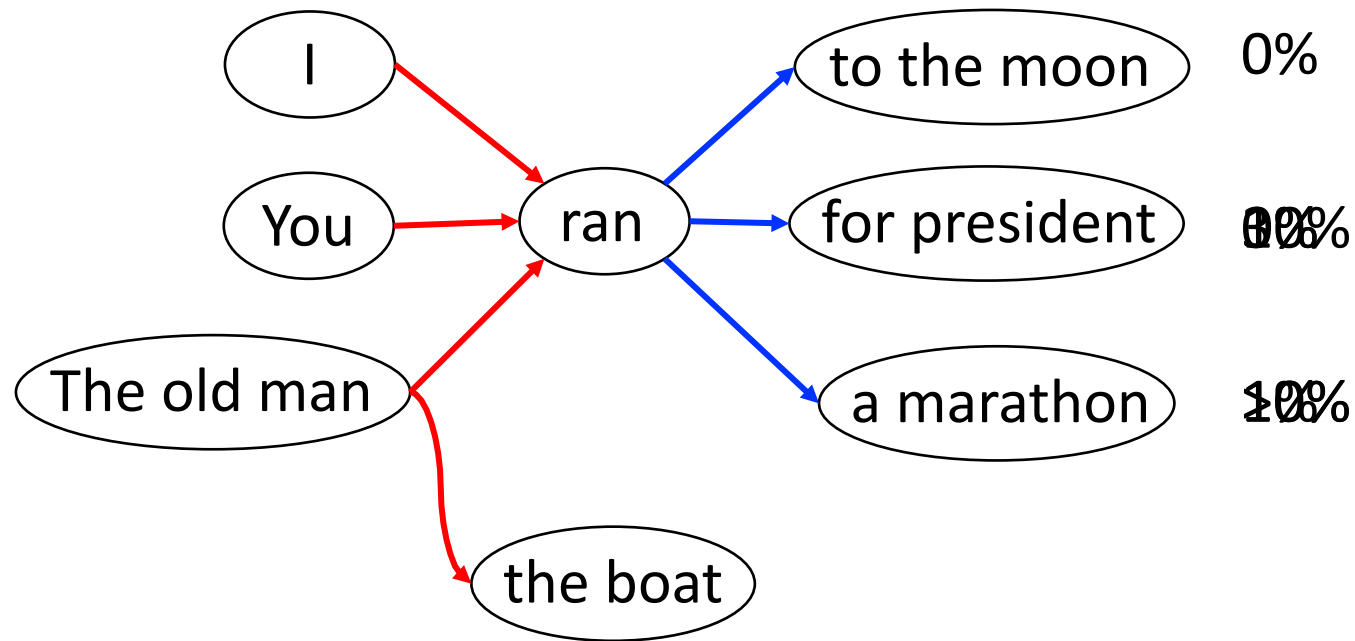 I
to the moon
0%
You
ran
for president
The old man
a marathon
the boat